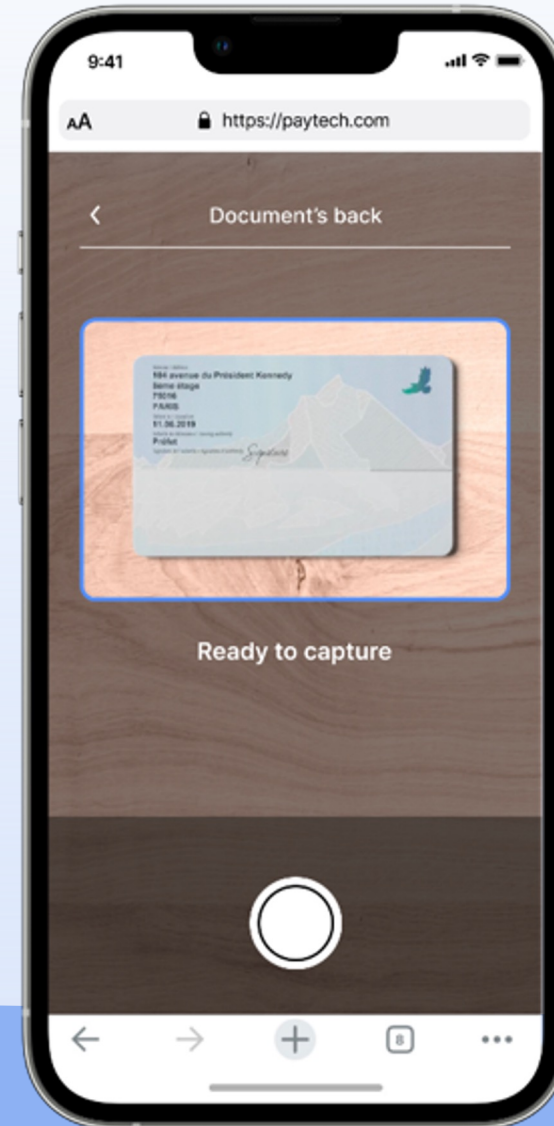 9:41
AA https://paytech.com
Document's back
184 avenue du Président Kennedy
5ème étage
75016
PARIS
11.06.2019
Préfet
Signature
Ready to capture
8